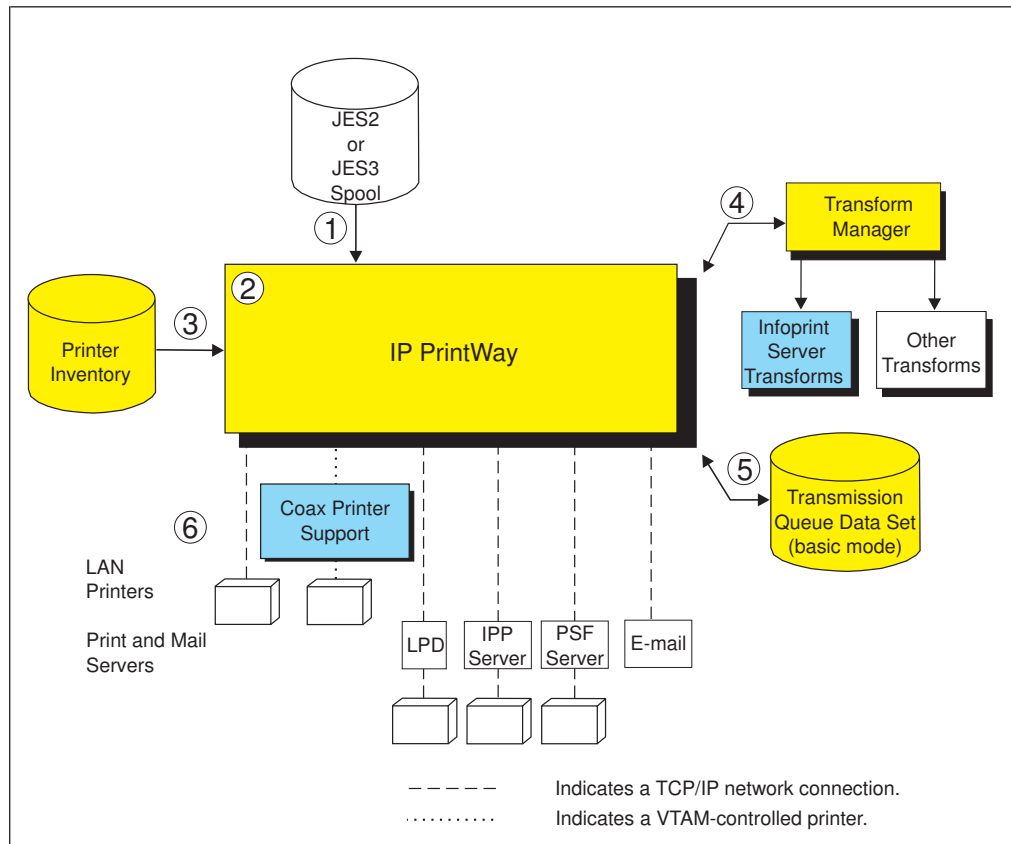 JES2
or
JES3
Spool
①
④
Transform
Manager
②
③
Printer
Inventory
IP PrintWay
Infoprint
Server
Transforms
Other
Transforms
⑤
Transmission
Queue Data Set
(basic mode)
Coax Printer
Support
⑥
LAN
Printers
Print and Mail
Servers
LPD
IPP
Server
PSF
Server
E-mail
Indicates a TCP/IP network connection.
Indicates a VTAM-controlled printer.